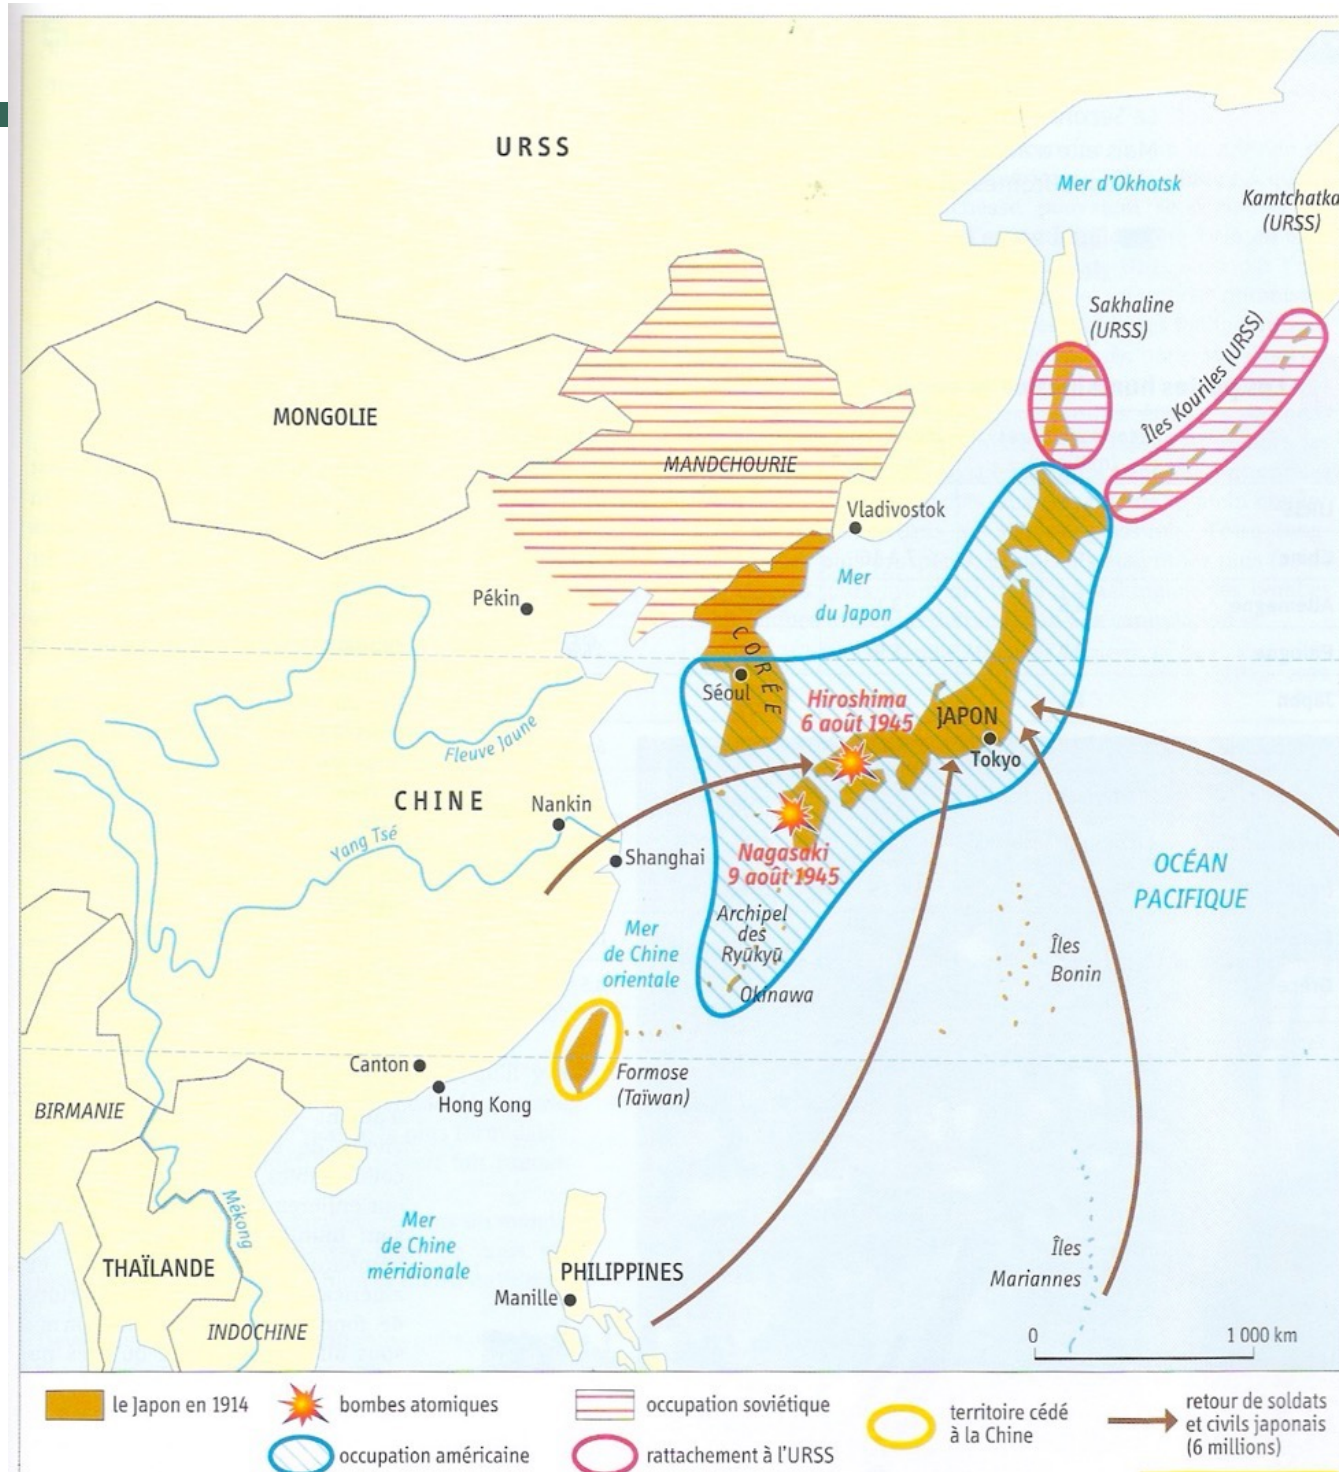 URSS
Mer d'Okhotsk
Kamtchatka
(URSS)
Sakhaline
(URSS)
Îles Kouriles (URSS)
MONGOLIE
MANDCHOURIE
Vladivostok
Pékin
Mer
du Japon
CORÉE
Séoul
Hiroshima
6 août 1945
JAPON
Tokyo
Fleuve Jaune
CHINE
Nankin
Yang Tsé
Shanghai
Nagasaki
9 août 1945
OCÉAN
PACIFIQUE
Archipel
des
Ryūkyū
Mer
de Chine
orientale
Okinawa
Îles
Bonin
Canton
Hong Kong
Formose
(Taïwan)
BIRMANIE
Mékong
Mer
de Chine
méridionale
THAÏLANDE
PHILIPPINES
Manille
INDOCHINE
Îles
Mariannes
0 1 000 km
le Japon en 1914
bombes atomiques
occupation soviétique
territoire cédé
à la Chine
retour de soldats
et civils japonais
(6 millions)
occupation américaine
rattachement à l'URSS